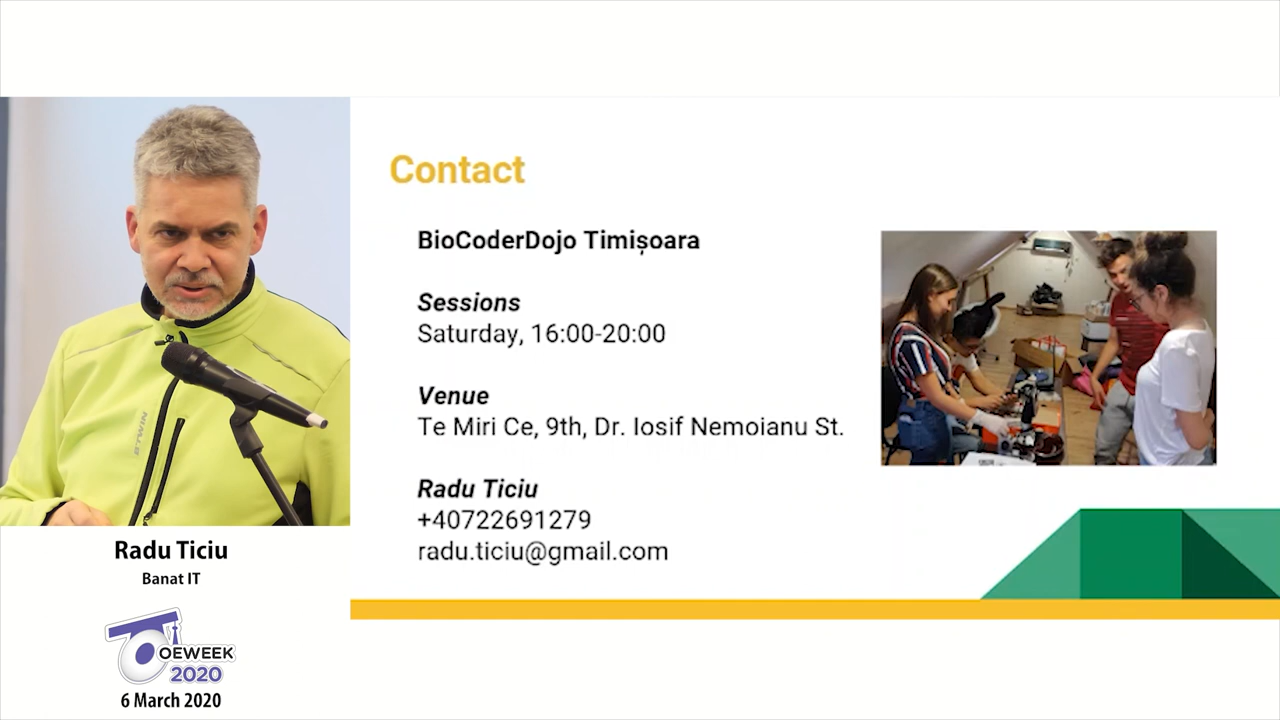 Contact
BioCoderDojo Timișoara
Sessions
Saturday, 16:00-20:00
Venue
Te Miri Ce, 9th, Dr. Iosif Nemoianu St.
Radu Ticiu
+40722691279
radu.ticiu@gmail.com
Radu Ticiu
Banat IT
OEWEEK
2020
6 March 2020